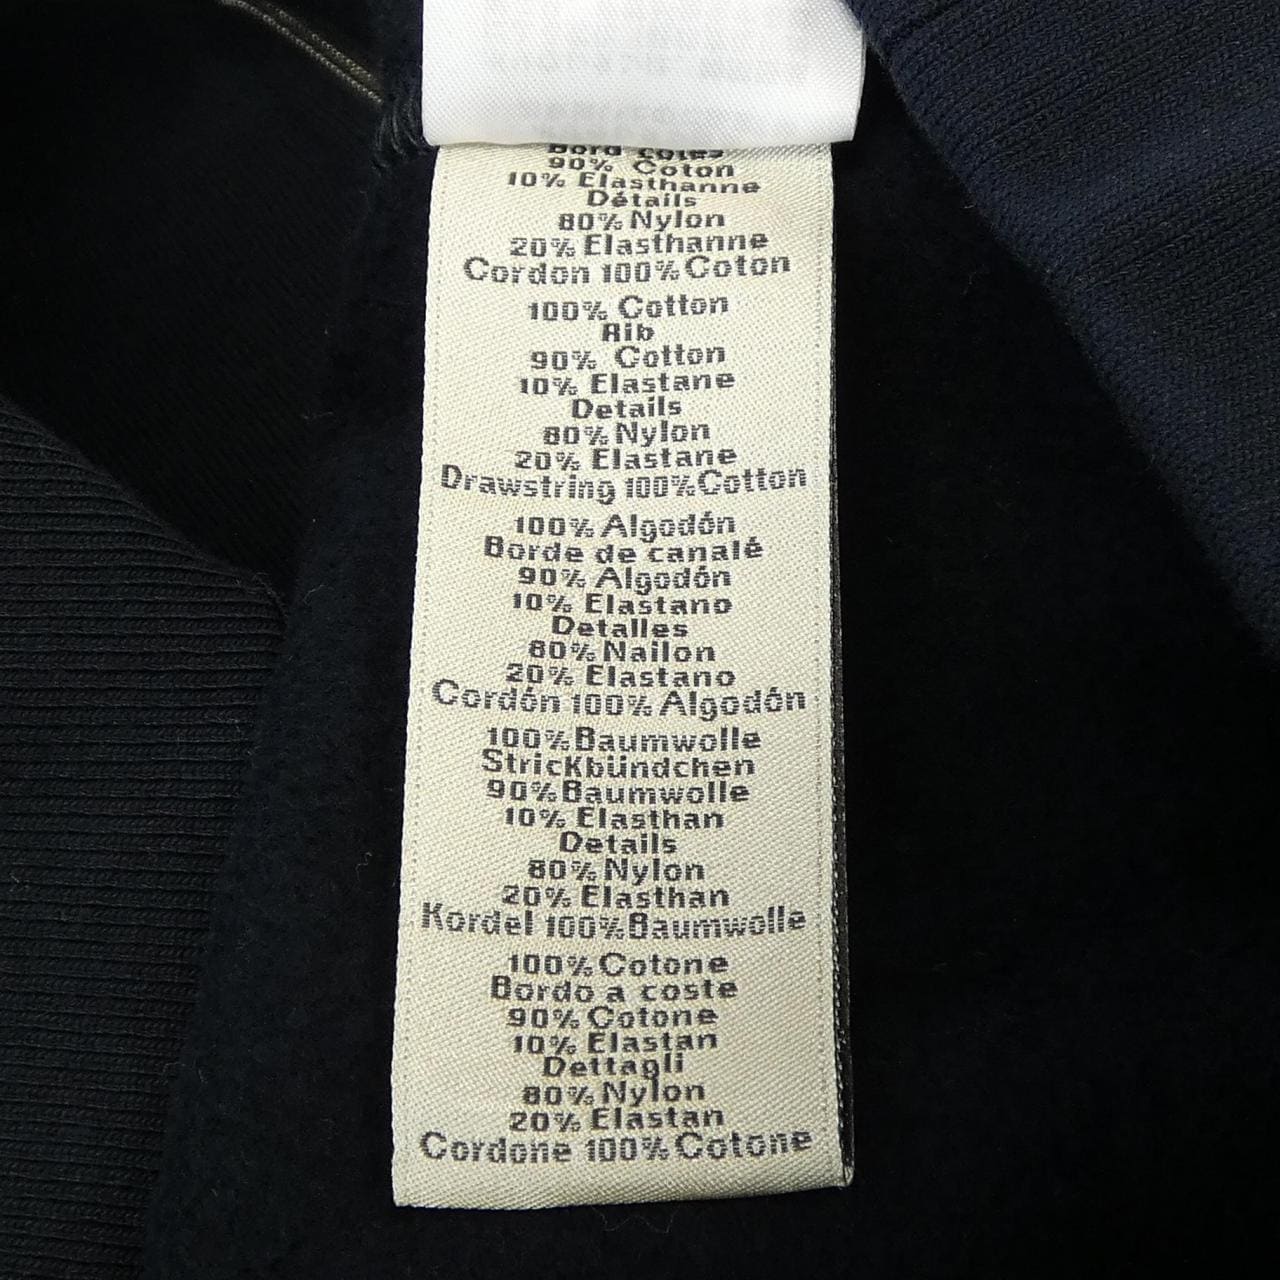 Bord côtes
90% Coton
10% Elasthanne
Détails
80% Nylon
20% Elasthanne
Cordon 100% Coton
100% Cotton
Rib
90% Cotton
10% Elastane
Details
80% Nylon
20% Elastane
Drawstring 100% Cotton
100% Algodón
Borde de canalé
90% Algodón
10% Elastano
Detalles
80% Nailon
20% Elastano
Cordón 100% Algodón
100% Baumwolle
Strickbündchen
90% Baumwolle
10% Elasthan
Details
80% Nylon
20% Elasthan
Kordel 100% Baumwolle
100% Cotone
Bordo a coste
90% Cotone
10% Elastan
Dettagli
80% Nylon
20% Elastan
Cordone 100% Cotone